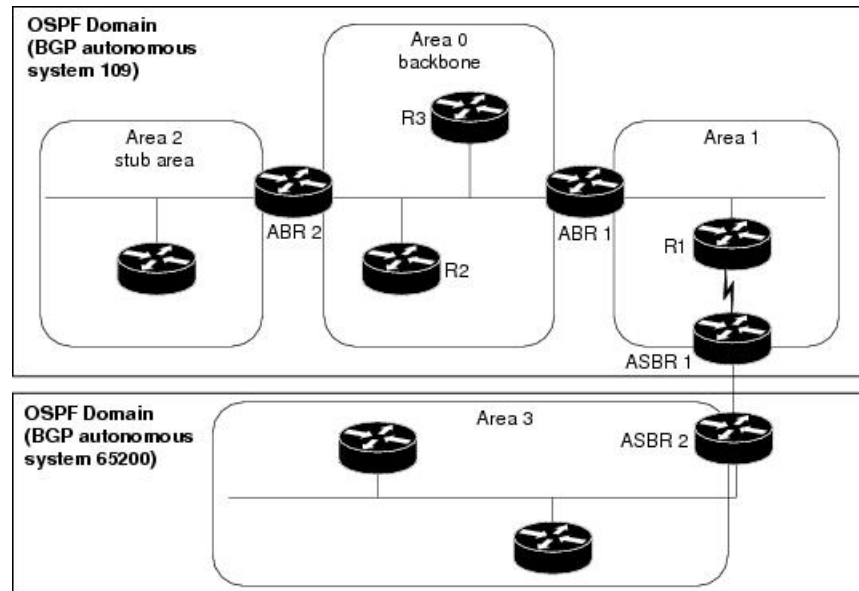 OSPF Domain
(BGP autonomous
system 109)
Area 0
backbone
R3
Area 2
stub area
Area 1
ABR 2
R2
ABR 1
R1
ASBR 1
OSPF Domain
(BGP autonomous
system 65200)
Area 3
ASBR 2